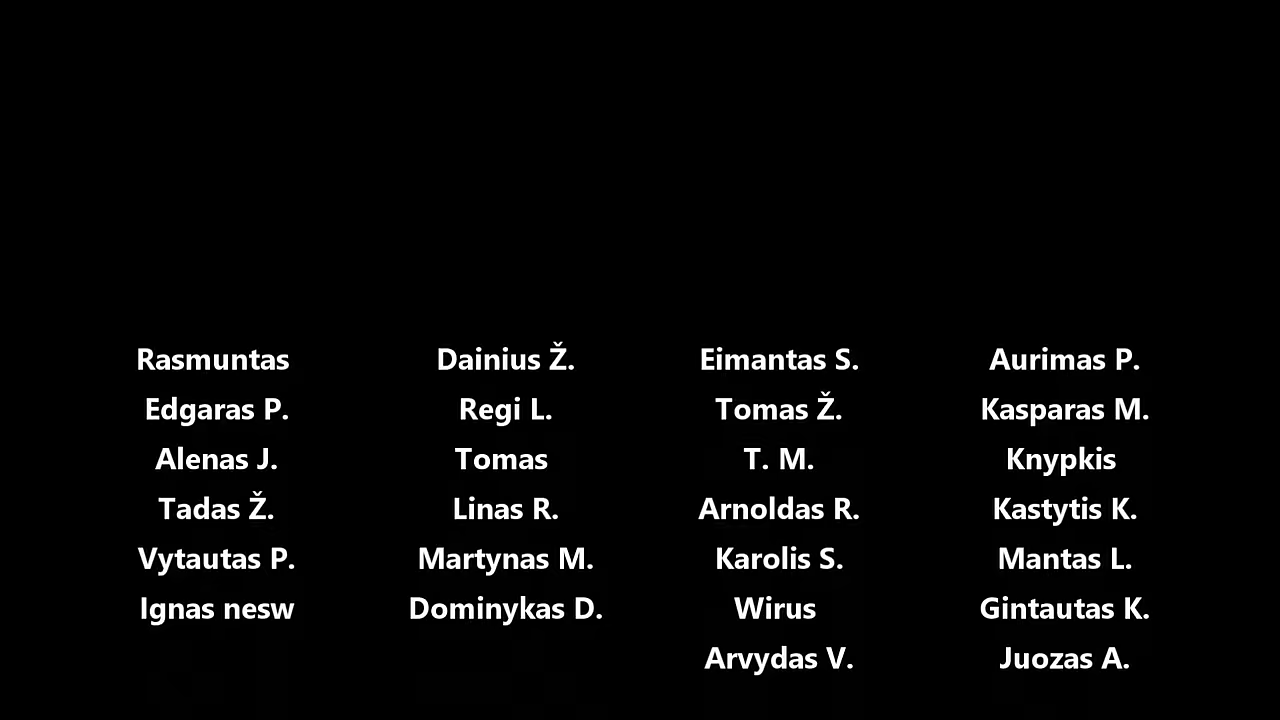 Rasmuntas
Edgaras P.
Alenas J.
Tadas Ž.
Vytautas P.
Ignas nesw
Dainius Ž.
Regi L.
Tomas
Linas R.
Martynas M.
Dominykas D.
Eimantas S.
Tomas Ž.
T. M.
Arnoldas R.
Karolis S.
Wirus
Arvydas V.
Aurimas P.
Kasparas M.
Knypkis
Kastytis K.
Mantas L.
Gintautas K.
Juozas A.